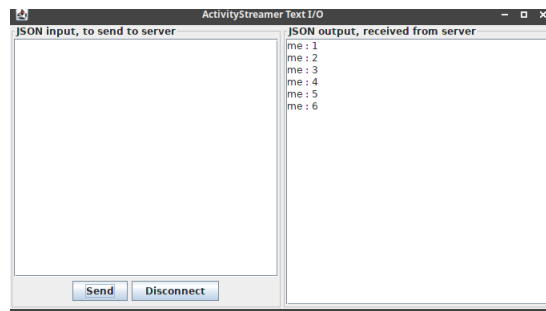 ActivityStreamer Text I/O
JSON input, to send to server
JSON output, received from server
me : 1
me : 2
me : 3
me : 4
me : 5
me : 6
Send
Disconnect